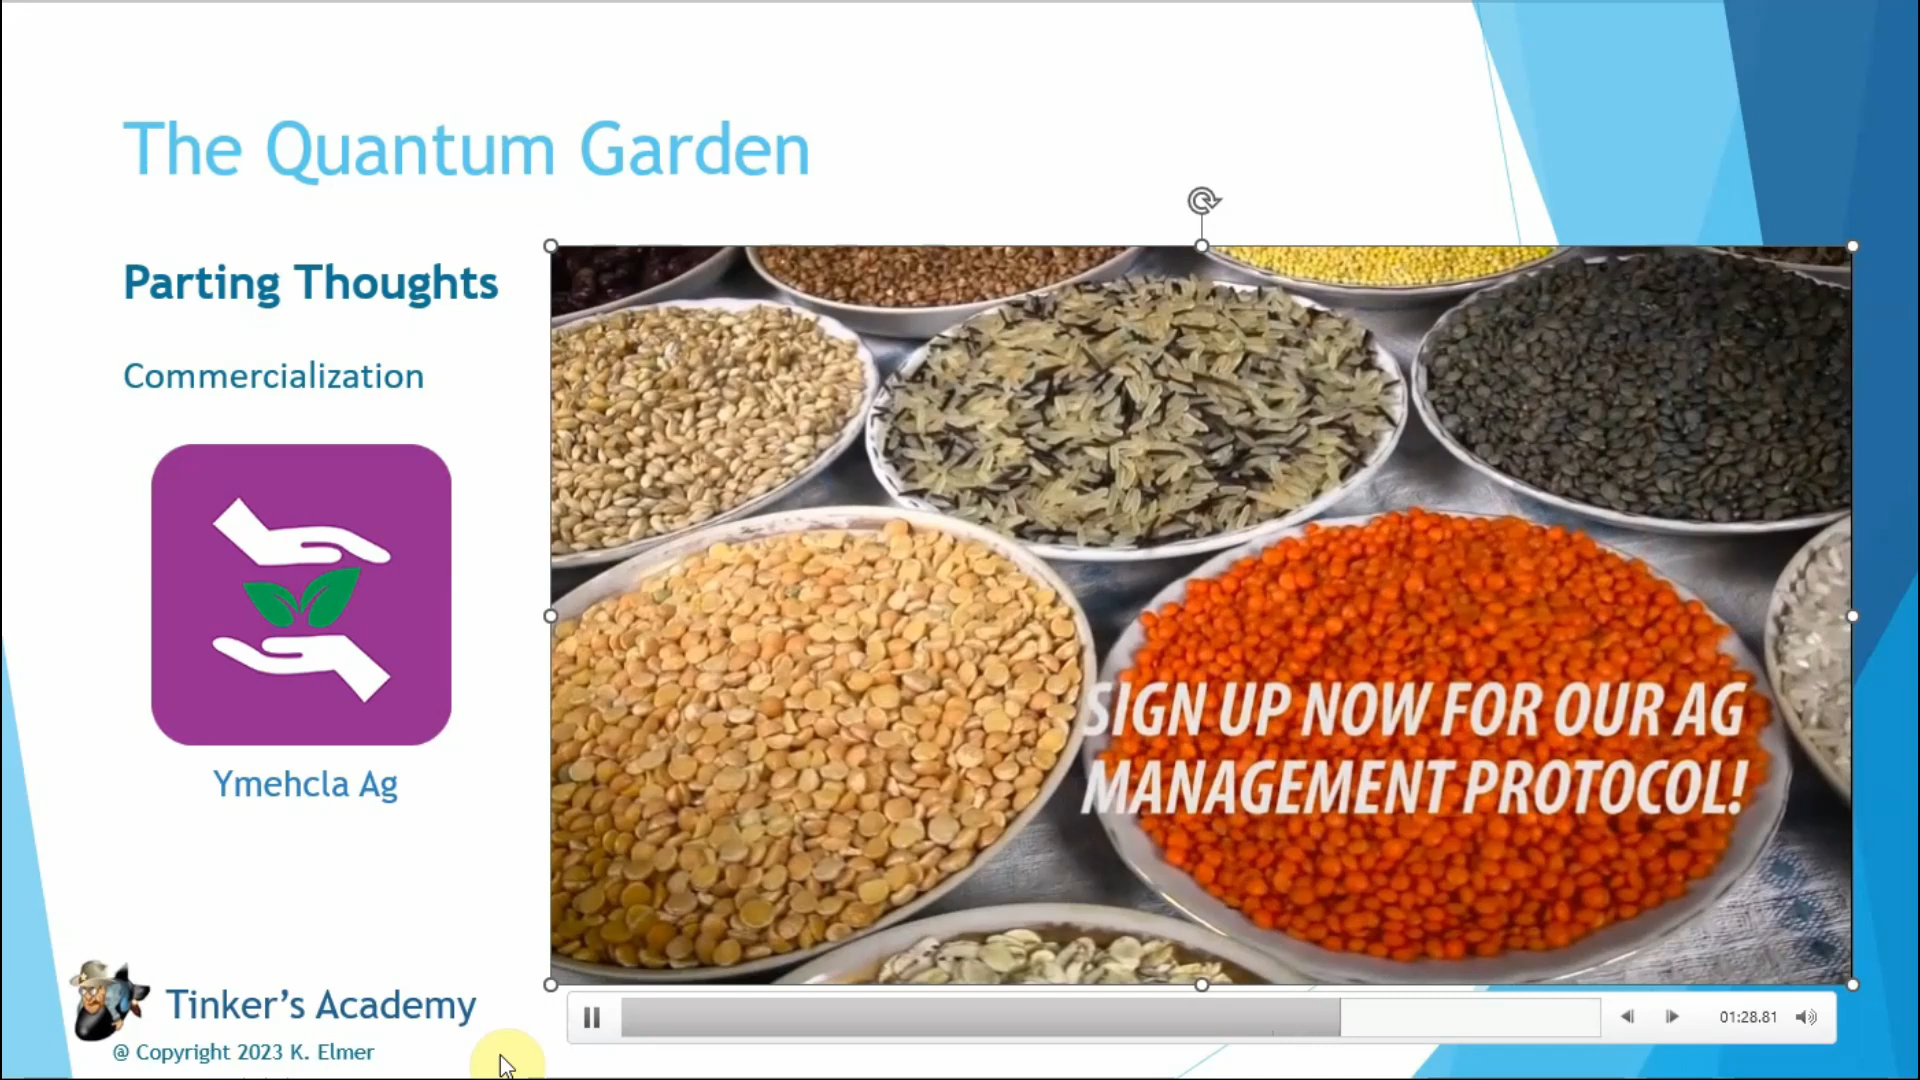 The Quantum Garden
Parting Thoughts
Commercialization
Ymehcla Ag
SIGN UP NOW FOR OUR AG
MANAGEMENT PROTOCOL!
Tinker's Academy
@ Copyright 2023 K. Elmer
01:28.81